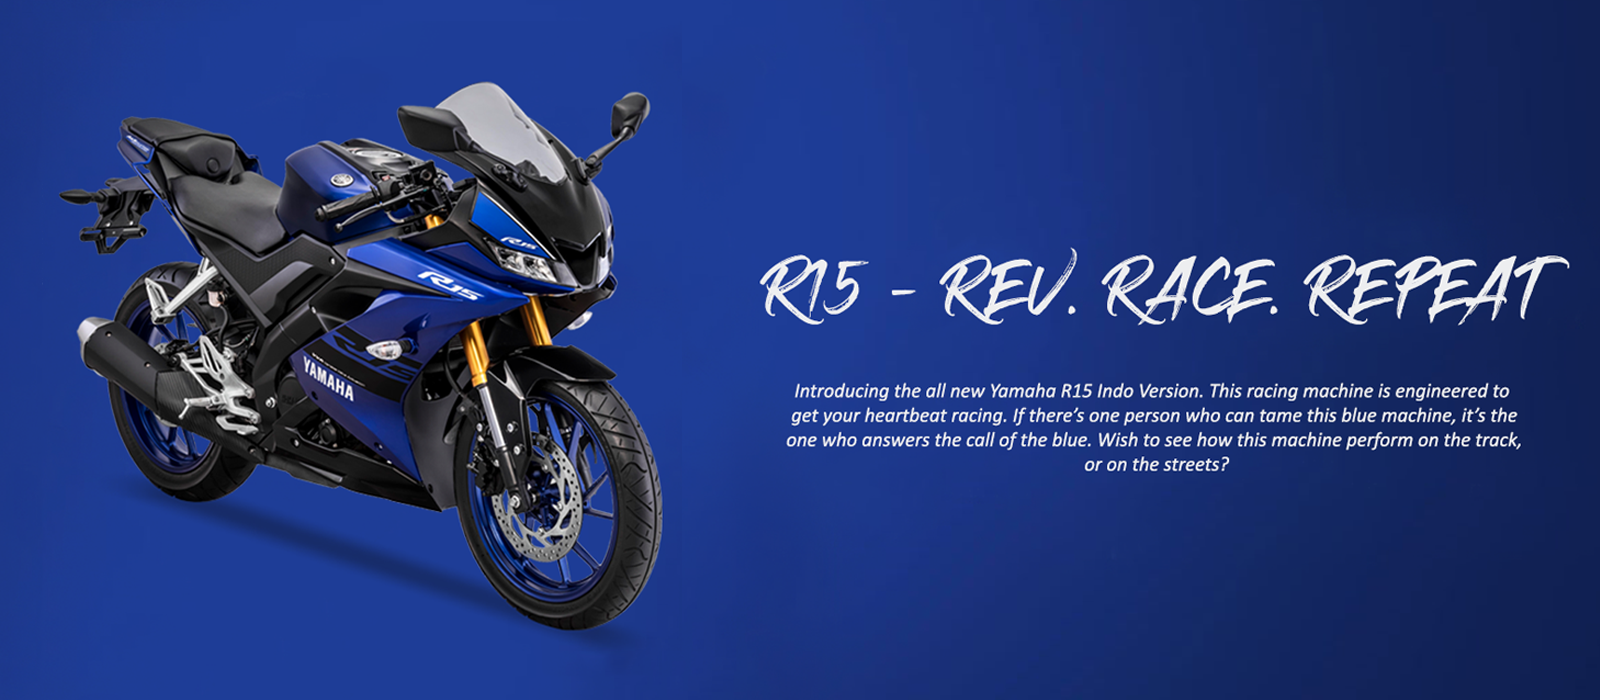 R15
R15
YAMAHA
R15 - REV. RACE. REPEAT
Introducing the all new Yamaha R15 Indo Version. This racing machine is engineered to
get your heartbeat racing. If there’s one person who can tame this blue machine, it’s the
one who answers the call of the blue. Wish to see how this machine perform on the track,
or on the streets?